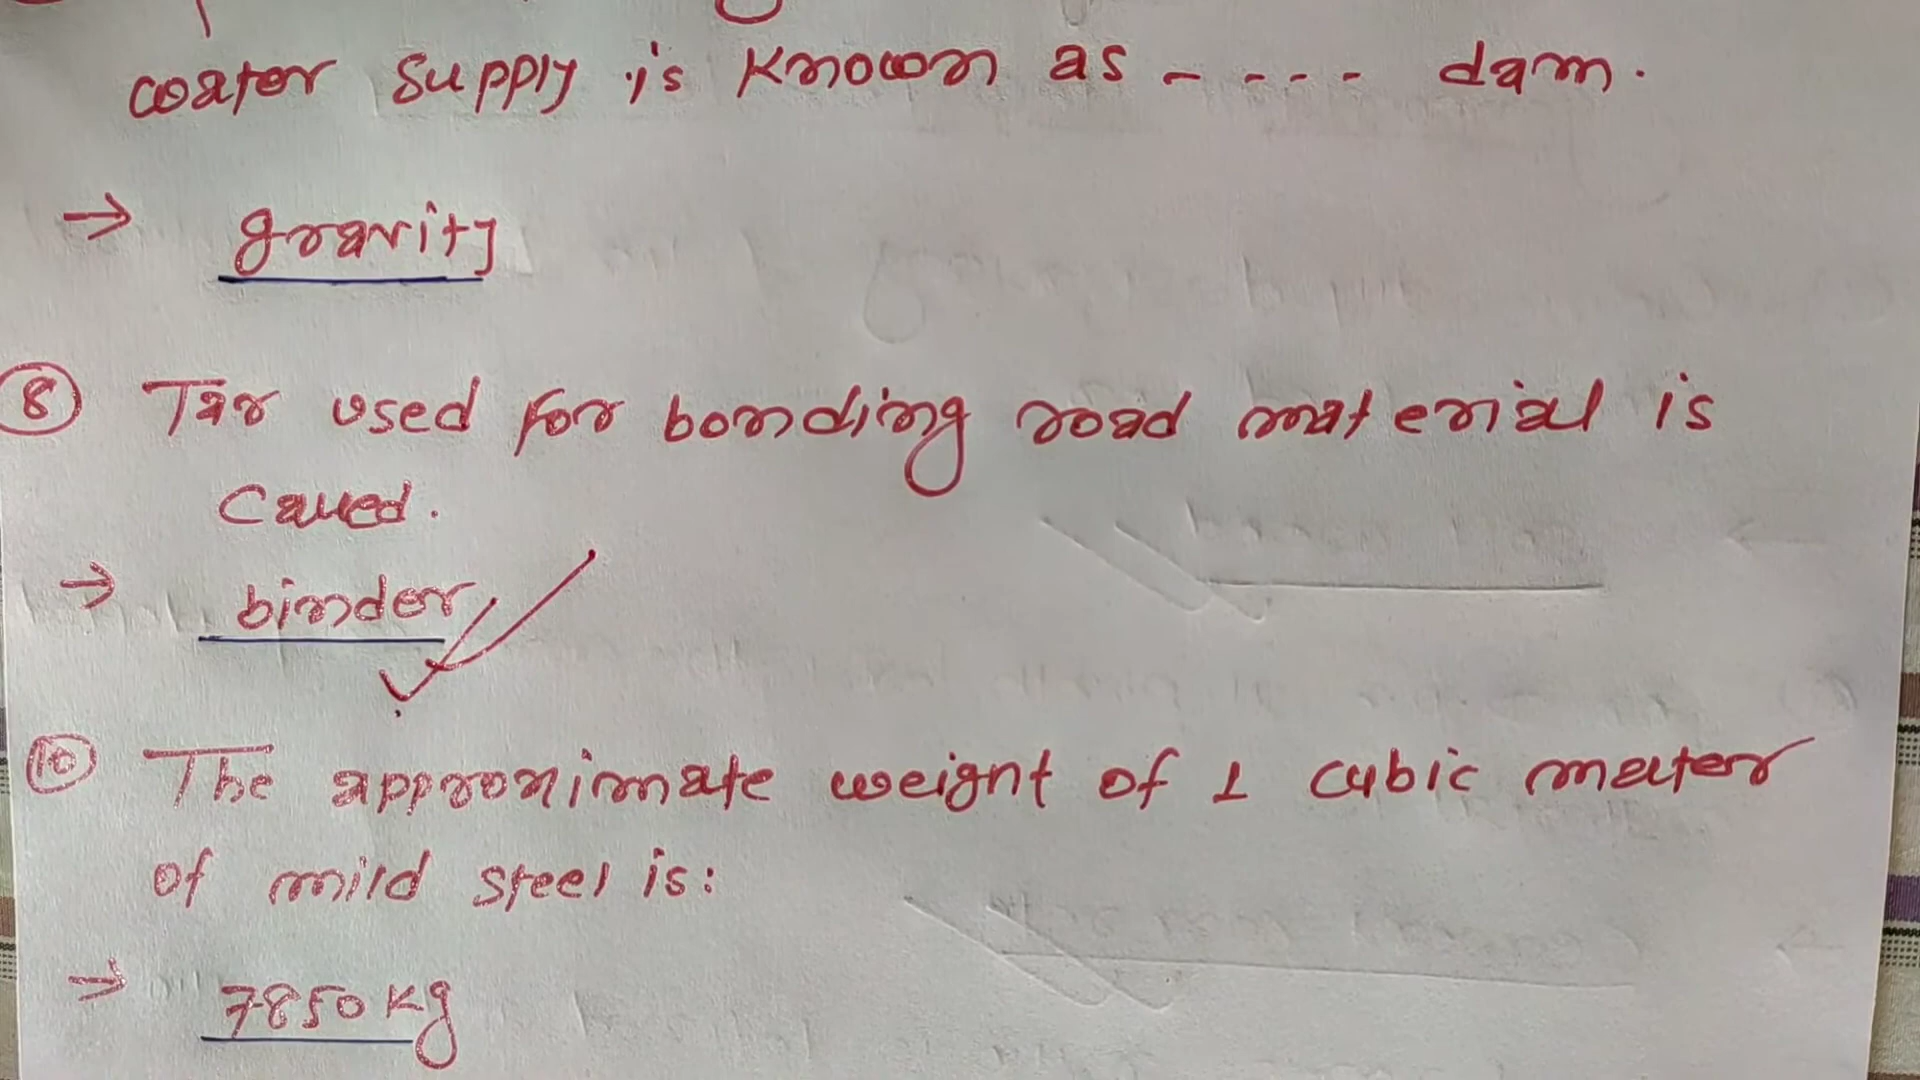 water supply is known as - - - - dam.
→ gravity
⑧ Tar used for bonding road material is
called.
→ binder
⑩ The approximate weight of 1 cubic meter
of mild steel is:
→ 7850 kg